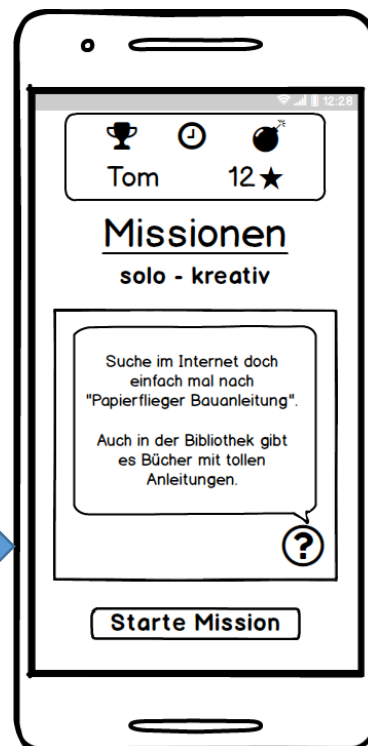 12:28
Tom 12★
Missionen
solo - kreativ
Suche im Internet doch
einfach mal nach
"Papierflieger Bauanleitung".
Auch in der Bibliothek gibt
es Bücher mit tollen
Anleitungen.
?
Starte Mission